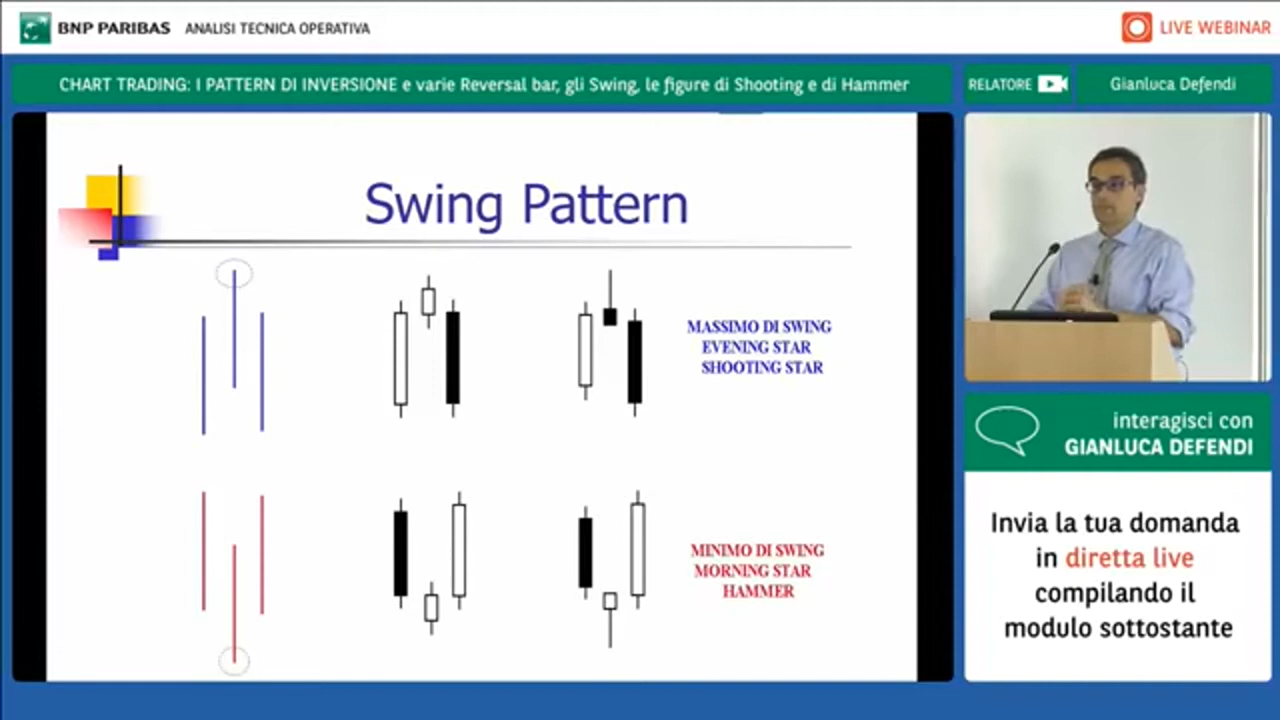 BNP PARIBAS ANALISI TECNICA OPERATIVA
LIVE WEBINAR
CHART TRADING: I PATTERN DI INVERSIONE e varie Reversal bar, gli Swing, le figure di Shooting e di Hammer
RELATORE
Gianluca Defendi
Swing Pattern
MASSIMO DI SWING
EVENING STAR
SHOOTING STAR
MINIMO DI SWING
MORNING STAR
HAMMER
interagisci con
GIANLUCA DEFENDI
Invia la tua domanda
in diretta live
compilando il
modulo sottostante